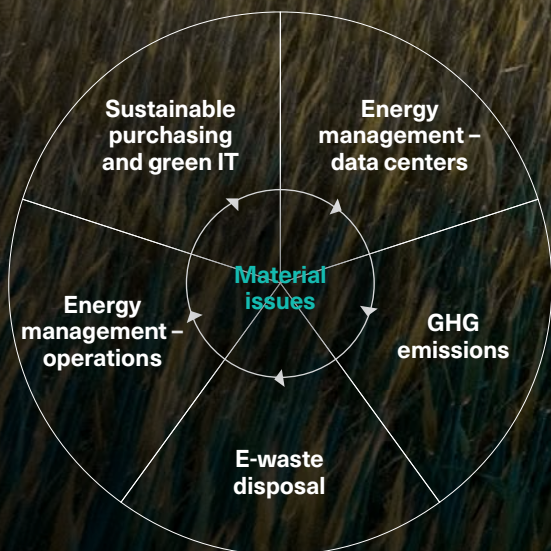 Sustainable
purchasing
and green IT
Energy
management –
data centers
Material
issues
Energy
management –
operations
GHG
emissions
E-waste
disposal